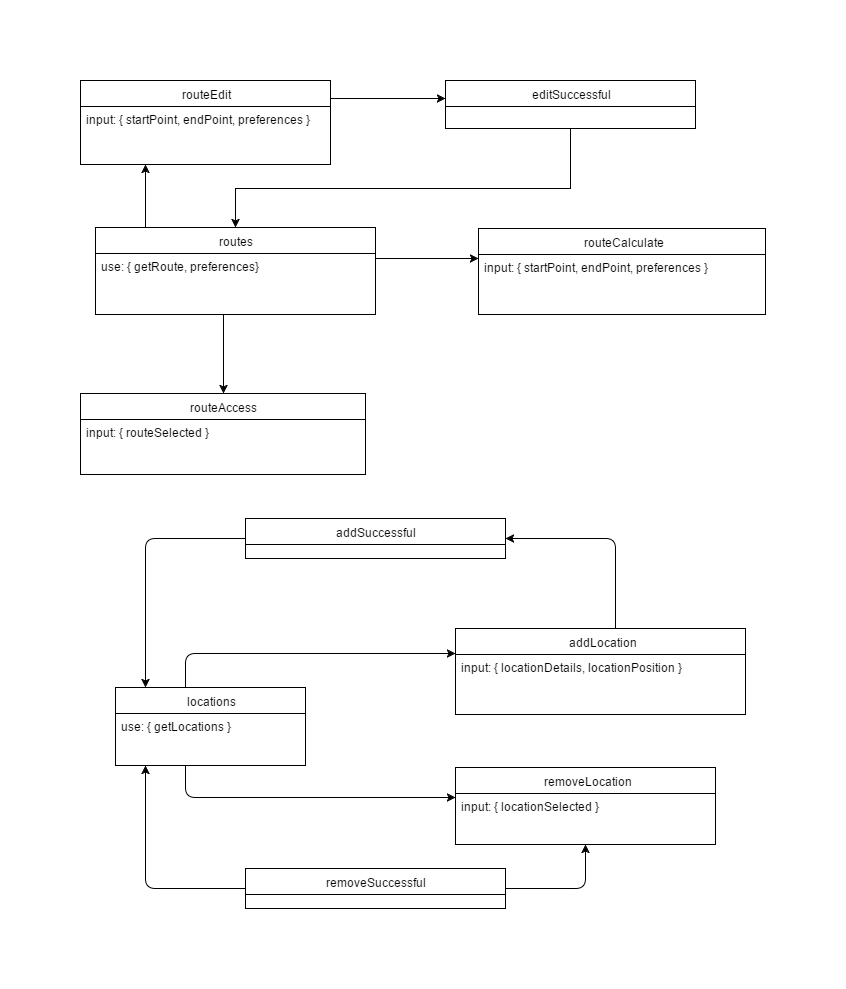 routeEdit
input: { startPoint, endPoint, preferences }
editSuccessful
routes
use: { getRoute, preferences}
routeCalculate
input: { startPoint, endPoint, preferences }
routeAccess
input: { routeSelected }
addSuccessful
addLocation
input: { locationDetails, locationPosition }
locations
use: { getLocations }
removeLocation
input: { locationSelected }
removeSuccessful